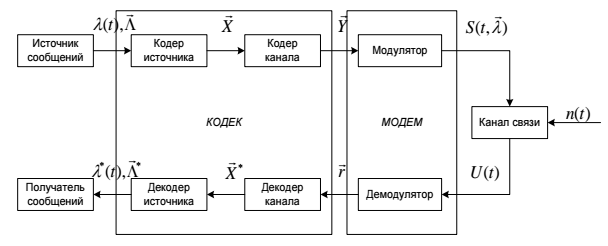 λ(t), Λ⃗
X⃗
Y⃗
S(t, λ⃗)
Источник
сообщений
Кодер
источника
Кодер
канала
Модулятор
КОДЕК
МОДЕМ
Канал связи
n(t)
λ*(t), Λ⃗*
X⃗*
r⃗
U(t)
Получатель
сообщений
Декодер
источника
Декодер
канала
Демодулятор